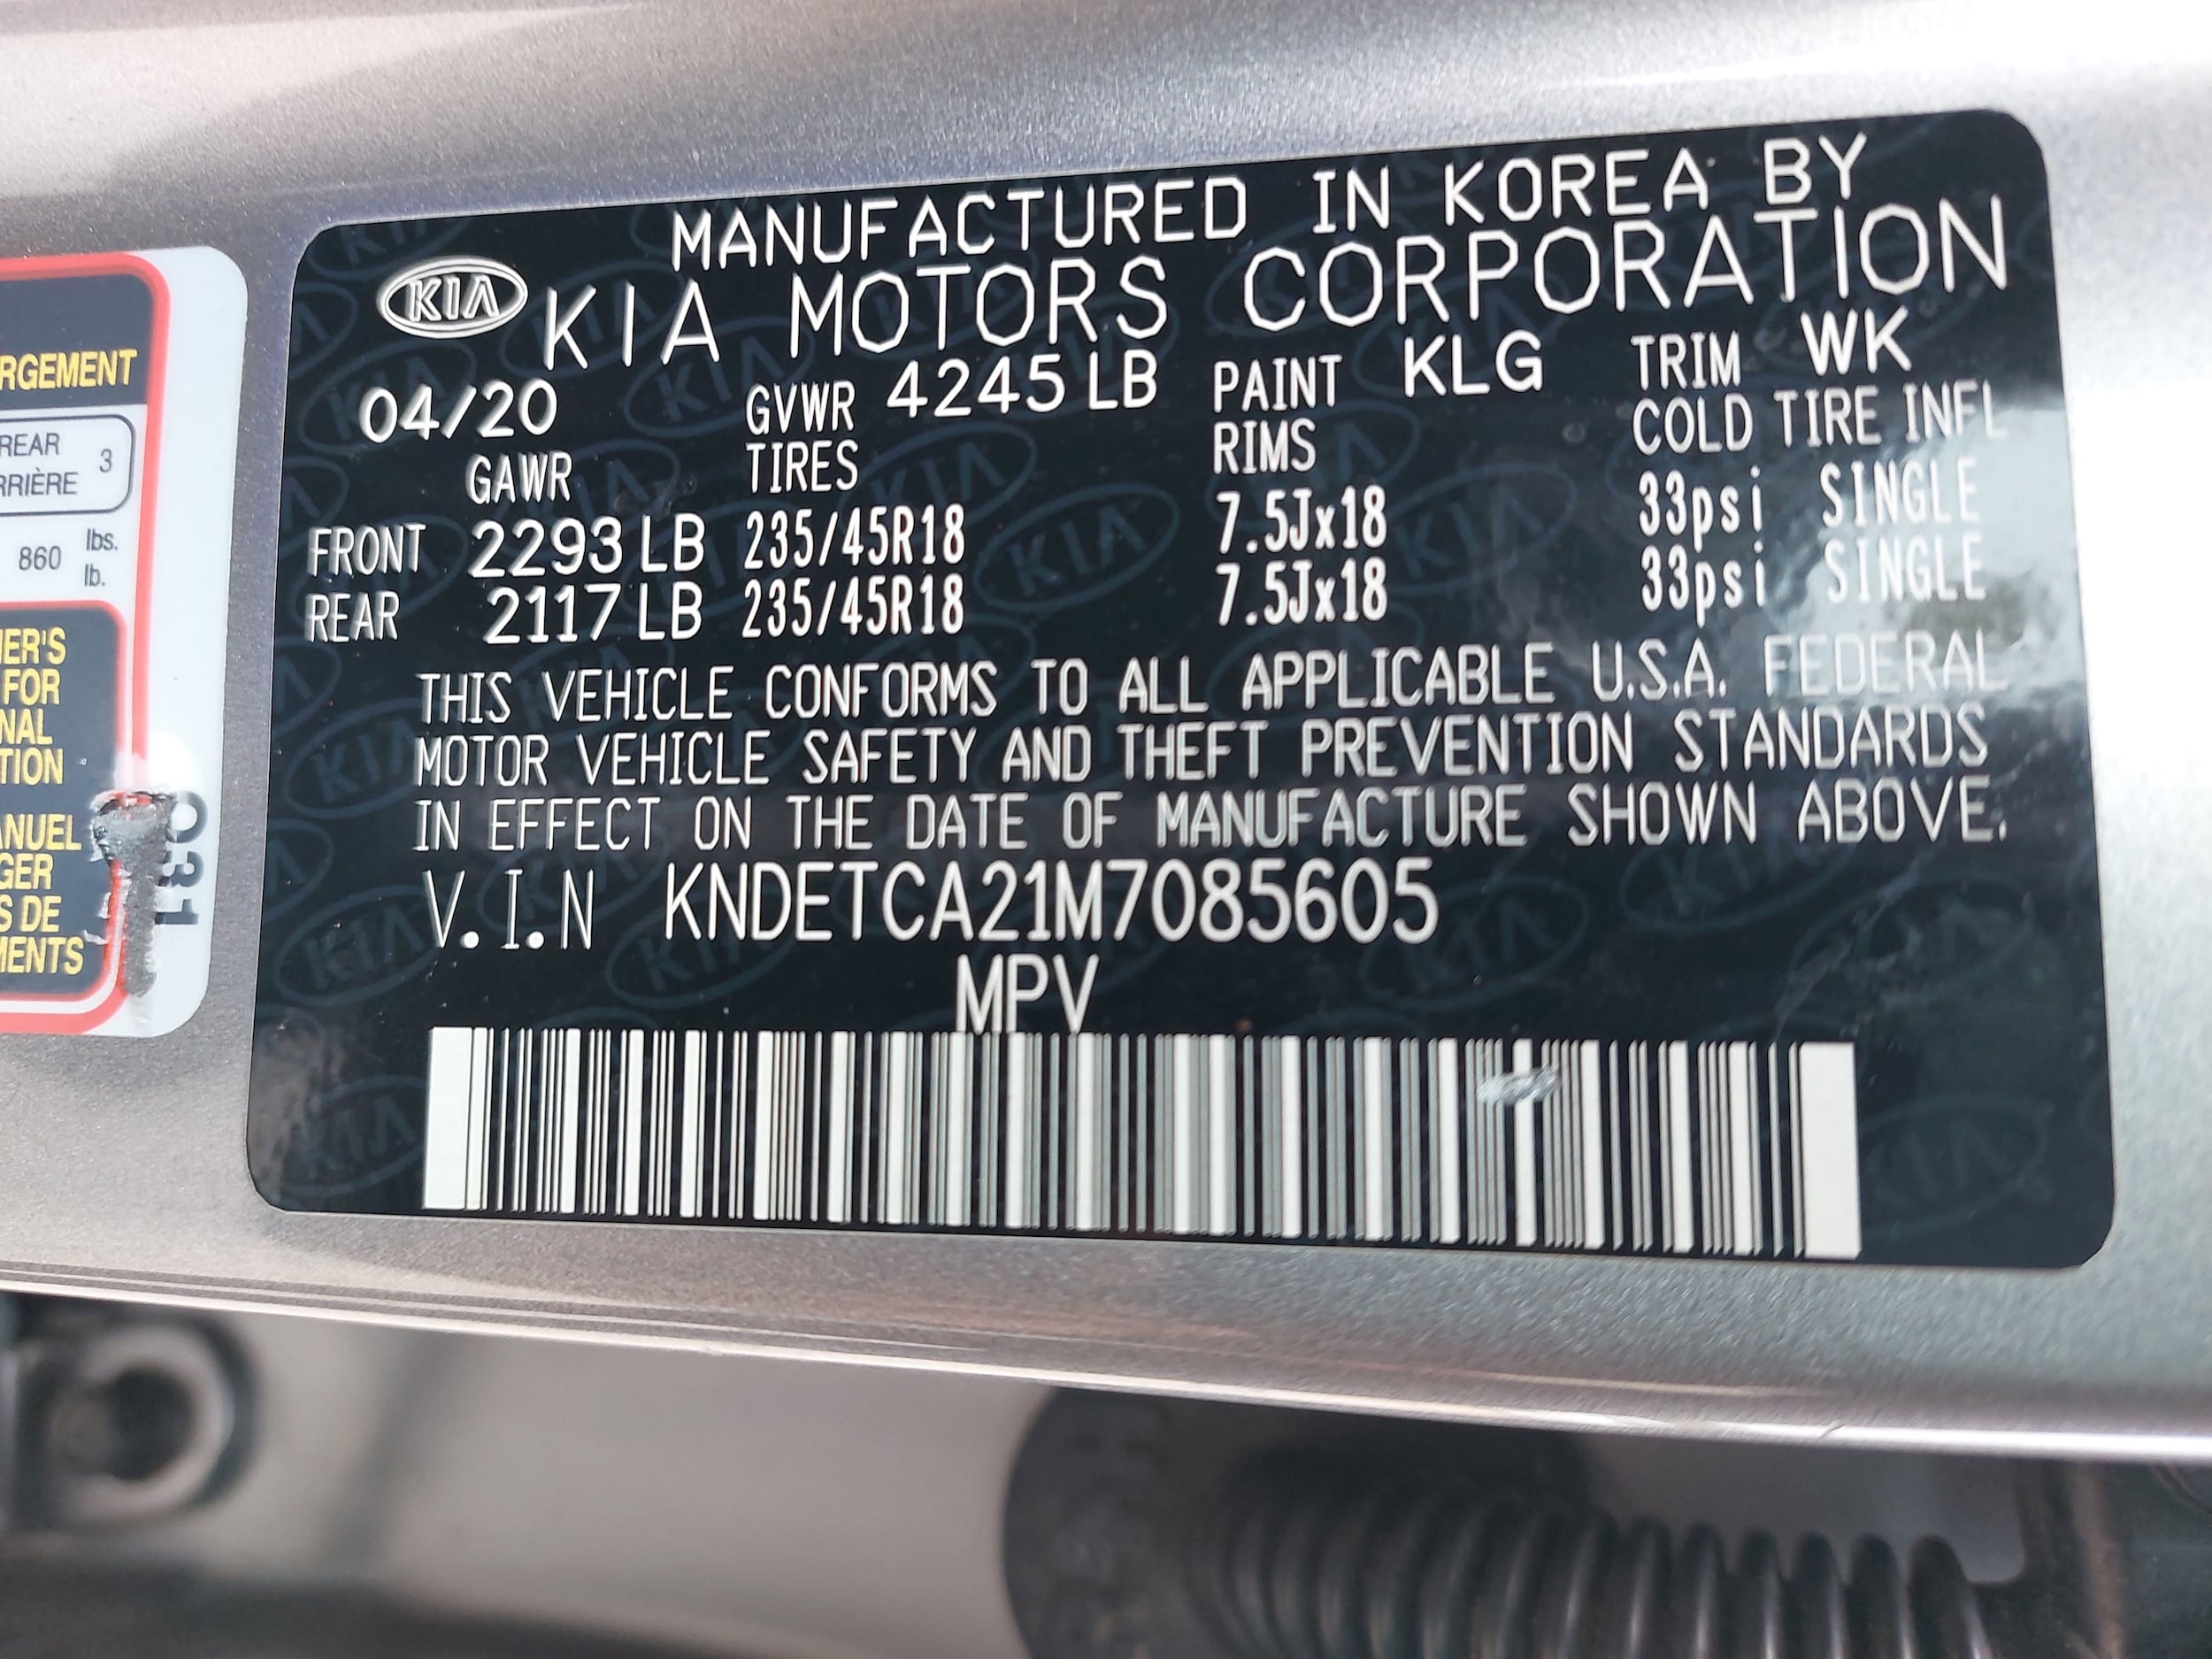 MANUFACTURED IN KOREA BY
KIA KIA MOTORS CORPORATION
04/20 GVWR 4245 LB PAINT KLG TRIM WK
GAWR TIRES RIMS COLD TIRE INFL
FRONT 2293 LB 235/45R18 7.5Jx18 33psi SINGLE
REAR 2117 LB 235/45R18 7.5Jx18 33psi SINGLE
THIS VEHICLE CONFORMS TO ALL APPLICABLE U.S.A. FEDERAL
MOTOR VEHICLE SAFETY AND THEFT PREVENTION STANDARDS
IN EFFECT ON THE DATE OF MANUFACTURE SHOWN ABOVE.
V.I.N KNDETCA21M7085605
MPV
RGEMENT
REAR 3
RRIÈRE
860 lbs.
lb.
ER'S
FOR
NAL
TION
ANUEL
GER
S DE
MENTS